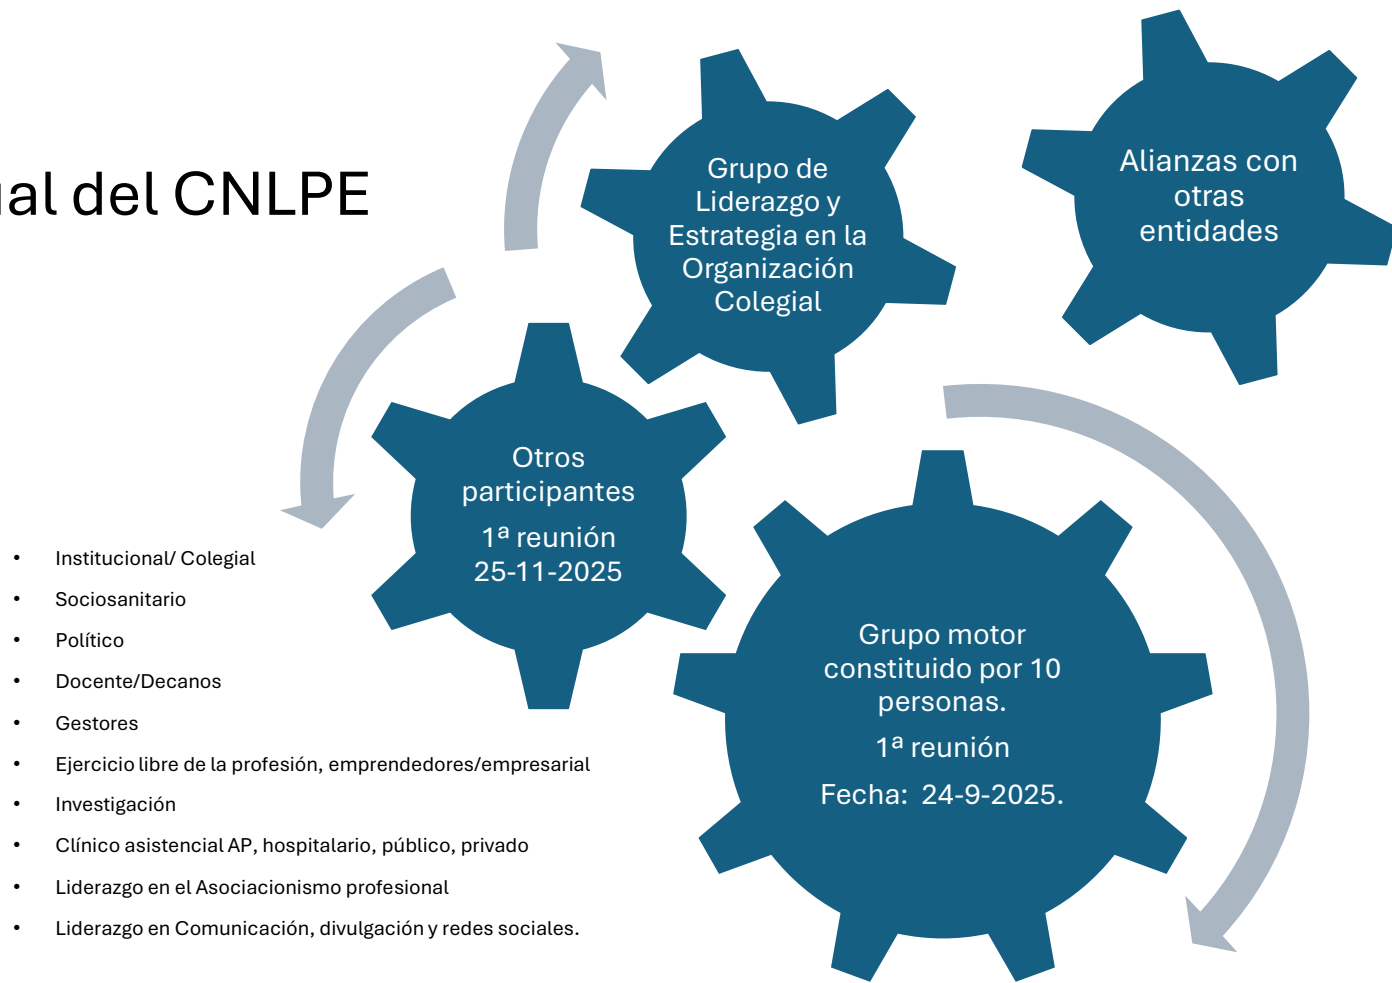 ual del CNLPE
Grupo de
Liderazgo y
Estrategia en la
Organización
Colegial
Alianzas con
otras
entidades
Otros
participantes
1ª reunión
25-11-2025
Grupo motor
constituido por 10
personas.
1ª reunión
Fecha: 24-9-2025.
• Institucional/ Colegial
• Sociosanitario
• Político
• Docente/Decanos
• Gestores
• Ejercicio libre de la profesión, emprendedores/empresarial
• Investigación
• Clínico asistencial AP, hospitalario, público, privado
• Liderazgo en el Asociacionismo profesional
• Liderazgo en Comunicación, divulgación y redes sociales.